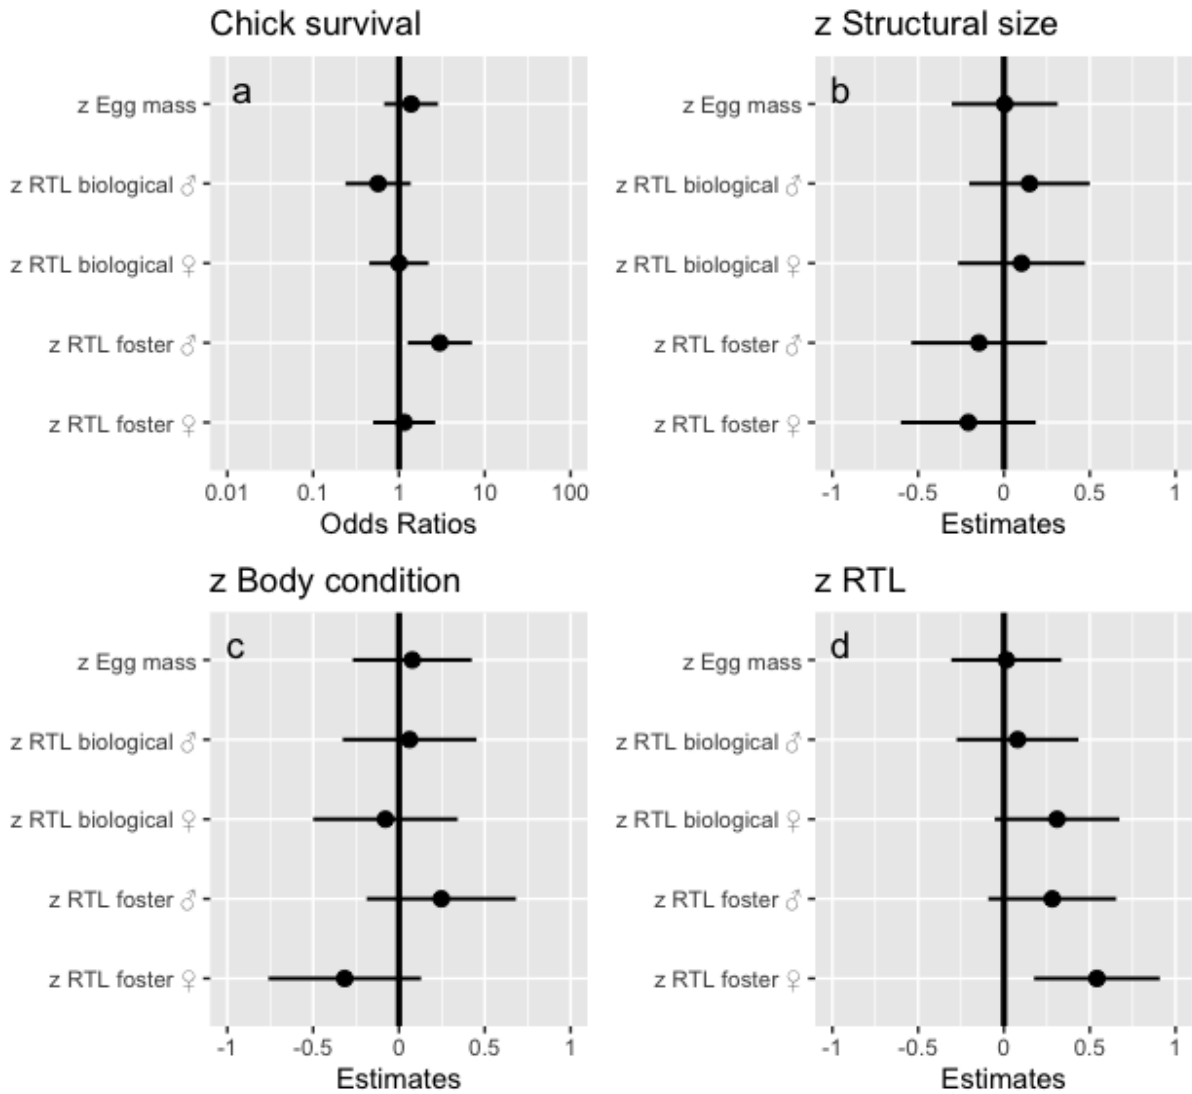 Chick survival
a
z Egg mass
z RTL biological ♂
z RTL biological ♀
z RTL foster ♂
z RTL foster ♀
0.01 0.1 1 10 100
Odds Ratios
z Structural size
b
z Egg mass
z RTL biological ♂
z RTL biological ♀
z RTL foster ♂
z RTL foster ♀
-1 -0.5 0 0.5 1
Estimates
z Body condition
c
z Egg mass
z RTL biological ♂
z RTL biological ♀
z RTL foster ♂
z RTL foster ♀
-1 -0.5 0 0.5 1
Estimates
z RTL
d
z Egg mass
z RTL biological ♂
z RTL biological ♀
z RTL foster ♂
z RTL foster ♀
-1 -0.5 0 0.5 1
Estimates